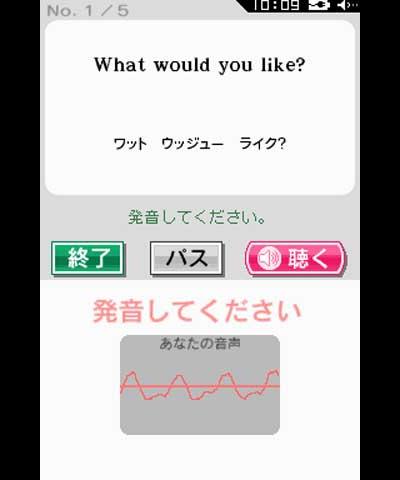 No. 1 / 5
10:09
What would you like?
ワット ウッジュー ライク?
発音してください。
終了 パス 聴く
発音してください
あなたの音声